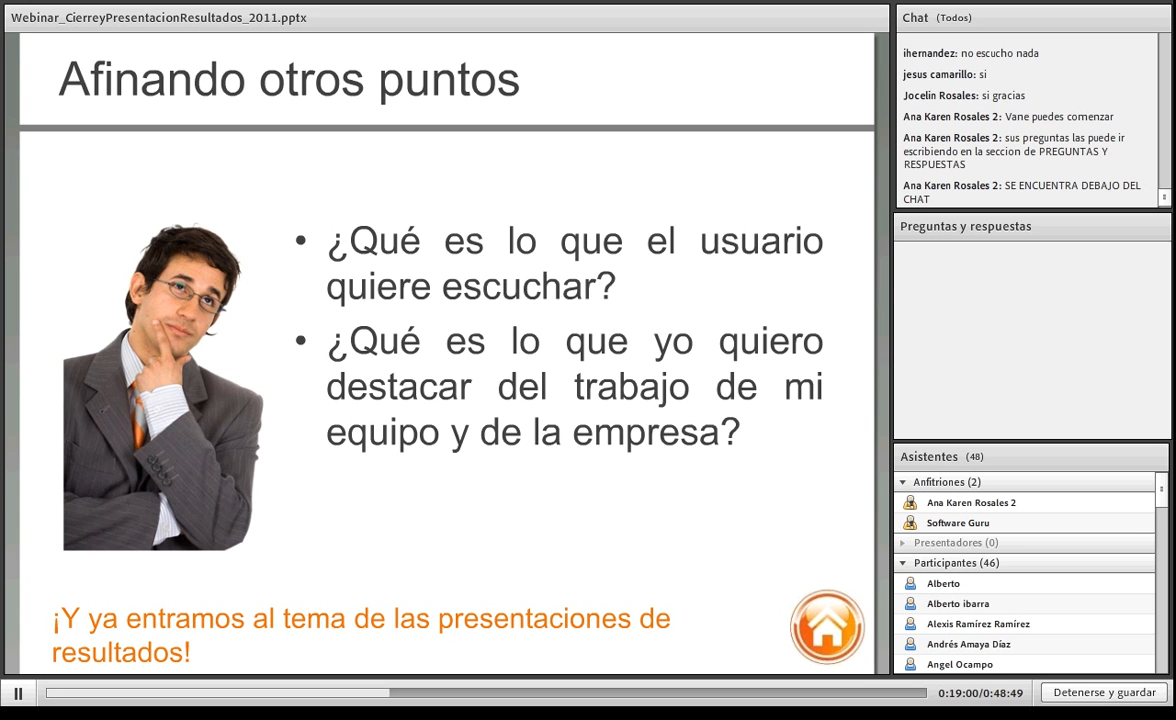 Webinar_CierreyPresentacionResultados_2011.pptx
Afinando otros puntos
• ¿Qué es lo que el usuario
quiere escuchar?
• ¿Qué es lo que yo quiero
destacar del trabajo de mi
equipo y de la empresa?
¡Y ya entramos al tema de las presentaciones de
resultados!
Chat (Todos)
ihernandez: no escucho nada
jesus camarillo: si
Jocelin Rosales: si gracias
Ana Karen Rosales 2: Vane puedes comenzar
Ana Karen Rosales 2: sus preguntas las puede ir
escribiendo en la seccion de PREGUNTAS Y
RESPUESTAS
Ana Karen Rosales 2: SE ENCUENTRA DEBAJO DEL
CHAT
Preguntas y respuestas
Asistentes (48)
Anfitriones (2)
Ana Karen Rosales 2
Software Guru
Presentadores (0)
Participantes (46)
Alberto
Alberto ibarra
Alexis Ramírez Ramírez
Andrés Amaya Díaz
Angel Ocampo
0:19:00/0:48:49
Detenerse y guardar